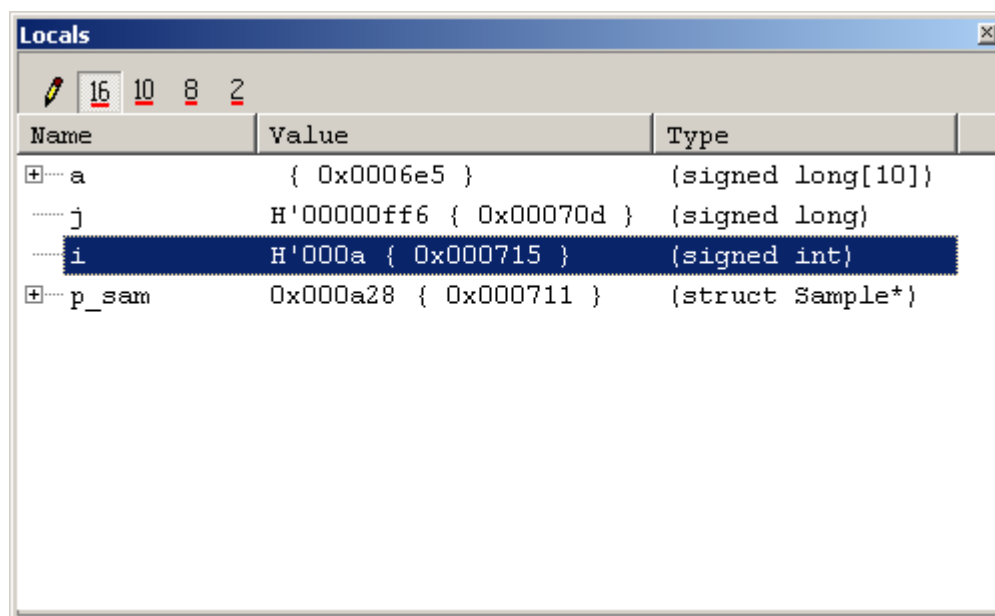 Locals
16 10 8 2
Name Value Type
a { 0x0006e5 } (signed long[10])
j H'00000ff6 { 0x00070d } (signed long)
i H'000a { 0x000715 } (signed int)
p_sam 0x000a28 { 0x000711 } (struct Sample*)